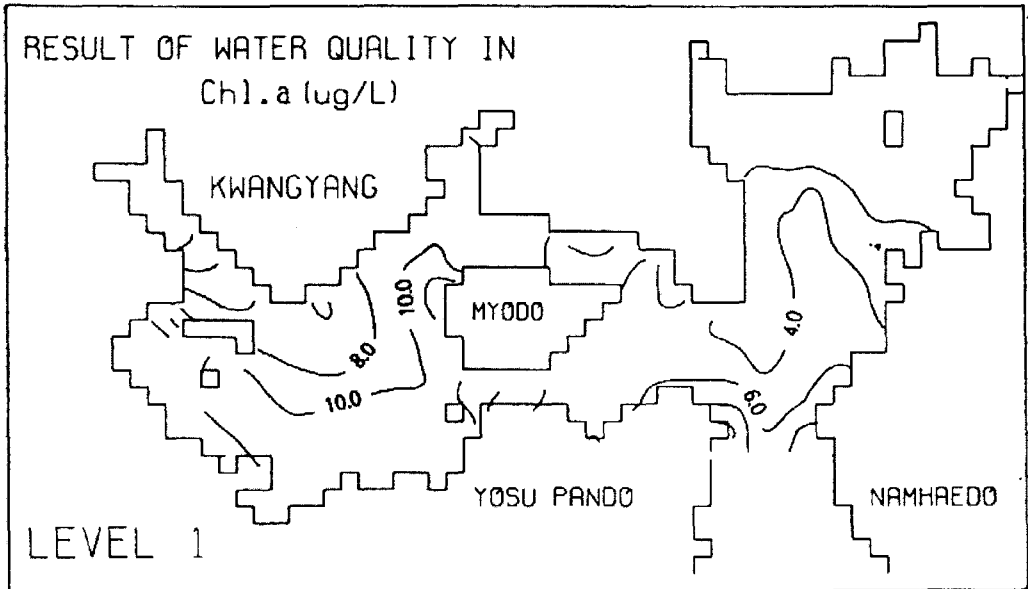 RESULT OF WATER QUALITY IN
Chl.a (ug/L)
KWANGYANG
10.0
MYODO
4.0
8.0
10.0
6.0
YOSU PANDO
NAMHAEDO
LEVEL 1